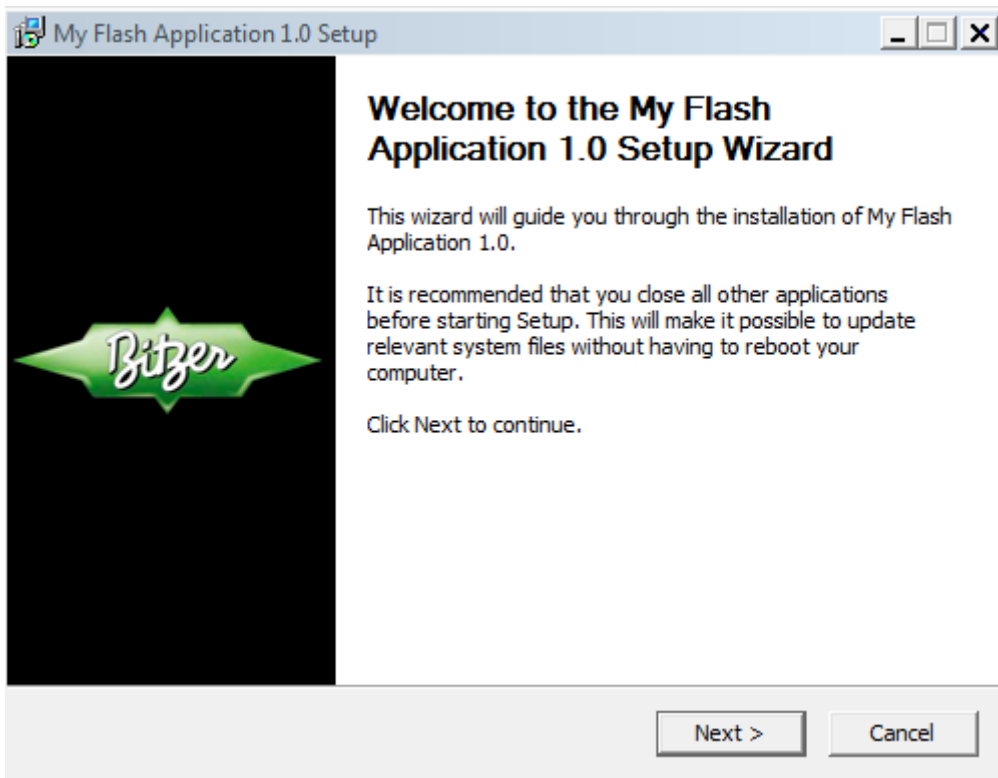 My Flash Application 1.0 Setup
Welcome to the My Flash
Application 1.0 Setup Wizard
This wizard will guide you through the installation of My Flash
Application 1.0.
It is recommended that you close all other applications
before starting Setup. This will make it possible to update
relevant system files without having to reboot your
computer.
Click Next to continue.
Bitzer
Next >
Cancel